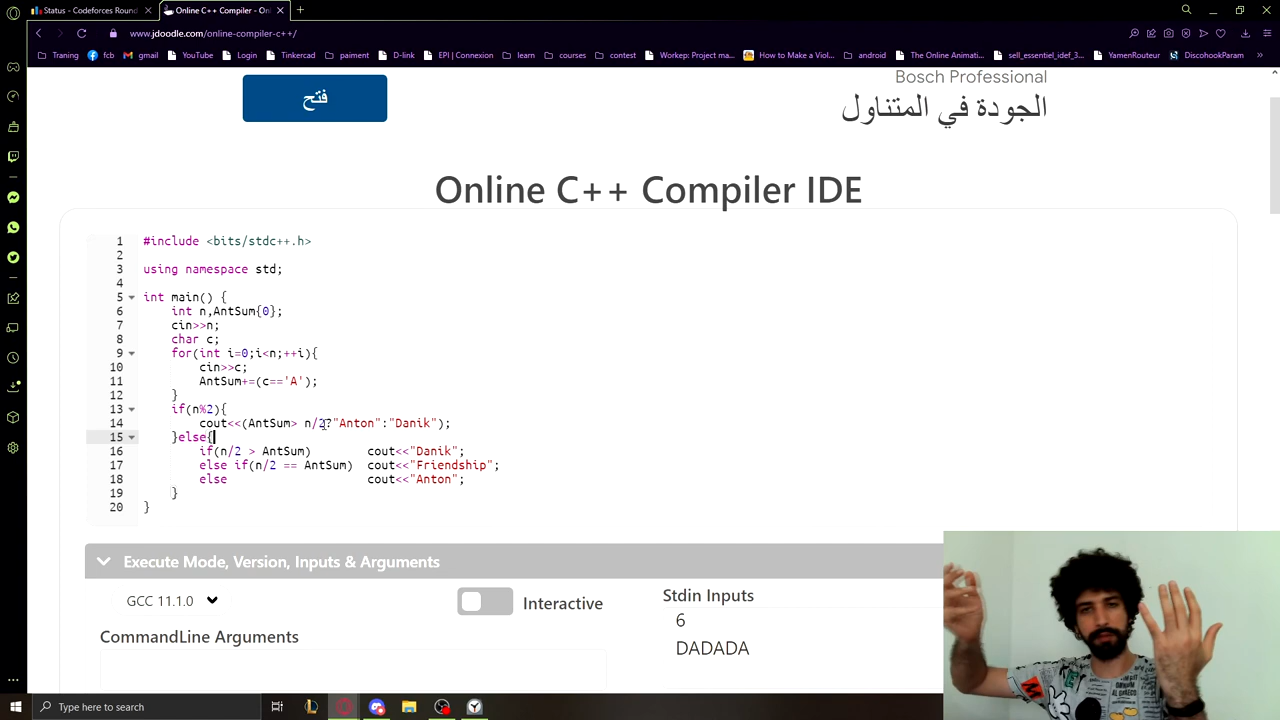 Status - Codeforces Round
Online C++ Compiler - Onl
www.jdoodle.com/online-compiler-c++/
Traning
fcb
gmail
YouTube
Login
Tinkercad
paiment
D-link
EPI | Connexion
learn
courses
contest
Workep: Project ma...
How to Make a Viol...
android
The Online Animati...
sell_essentiel_idef_3...
YamenRouteur
DiscohookParam
فتح
Bosch Professional
الجودة في المتناول
Online C++ Compiler IDE
1 #include <bits/stdc++.h>
2
3 using namespace std;
4
5 int main() {
6 int n,AntSum{0};
7 cin>>n;
8 char c;
9 for(int i=0;i<n;++i){
10 cin>>c;
11 AntSum+=(c=='A');
12 }
13 if(n%2){
14 cout<<(AntSum> n/2?"Anton":"Danik");
15 }else{
16 if(n/2 > AntSum) cout<<"Danik";
17 else if(n/2 == AntSum) cout<<"Friendship";
18 else cout<<"Anton";
19 }
20 }
Execute Mode, Version, Inputs & Arguments
GCC 11.1.0
Interactive
Stdin Inputs
6
DADADA
CommandLine Arguments
Type here to search